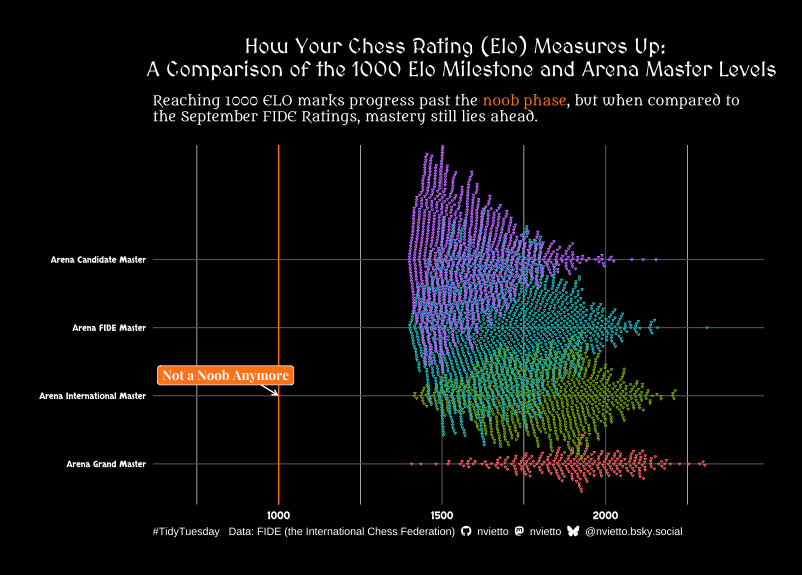 How Your Chess Rating (Elo) Measures Up:
A Comparison of the 1000 Elo Milestone and Arena Master Levels
Reaching 1000 ELO marks progress past the noob phase, but when compared to
the September FIDE Ratings, mastery still lies ahead.
Arena Candidate Master
Arena FIDE Master
Not a Noob Anymore
Arena International Master
Arena Grand Master
1000 1500 2000
#TidyTuesday Data: FIDE (the International Chess Federation) nvietto nvietto @nvietto.bsky.social